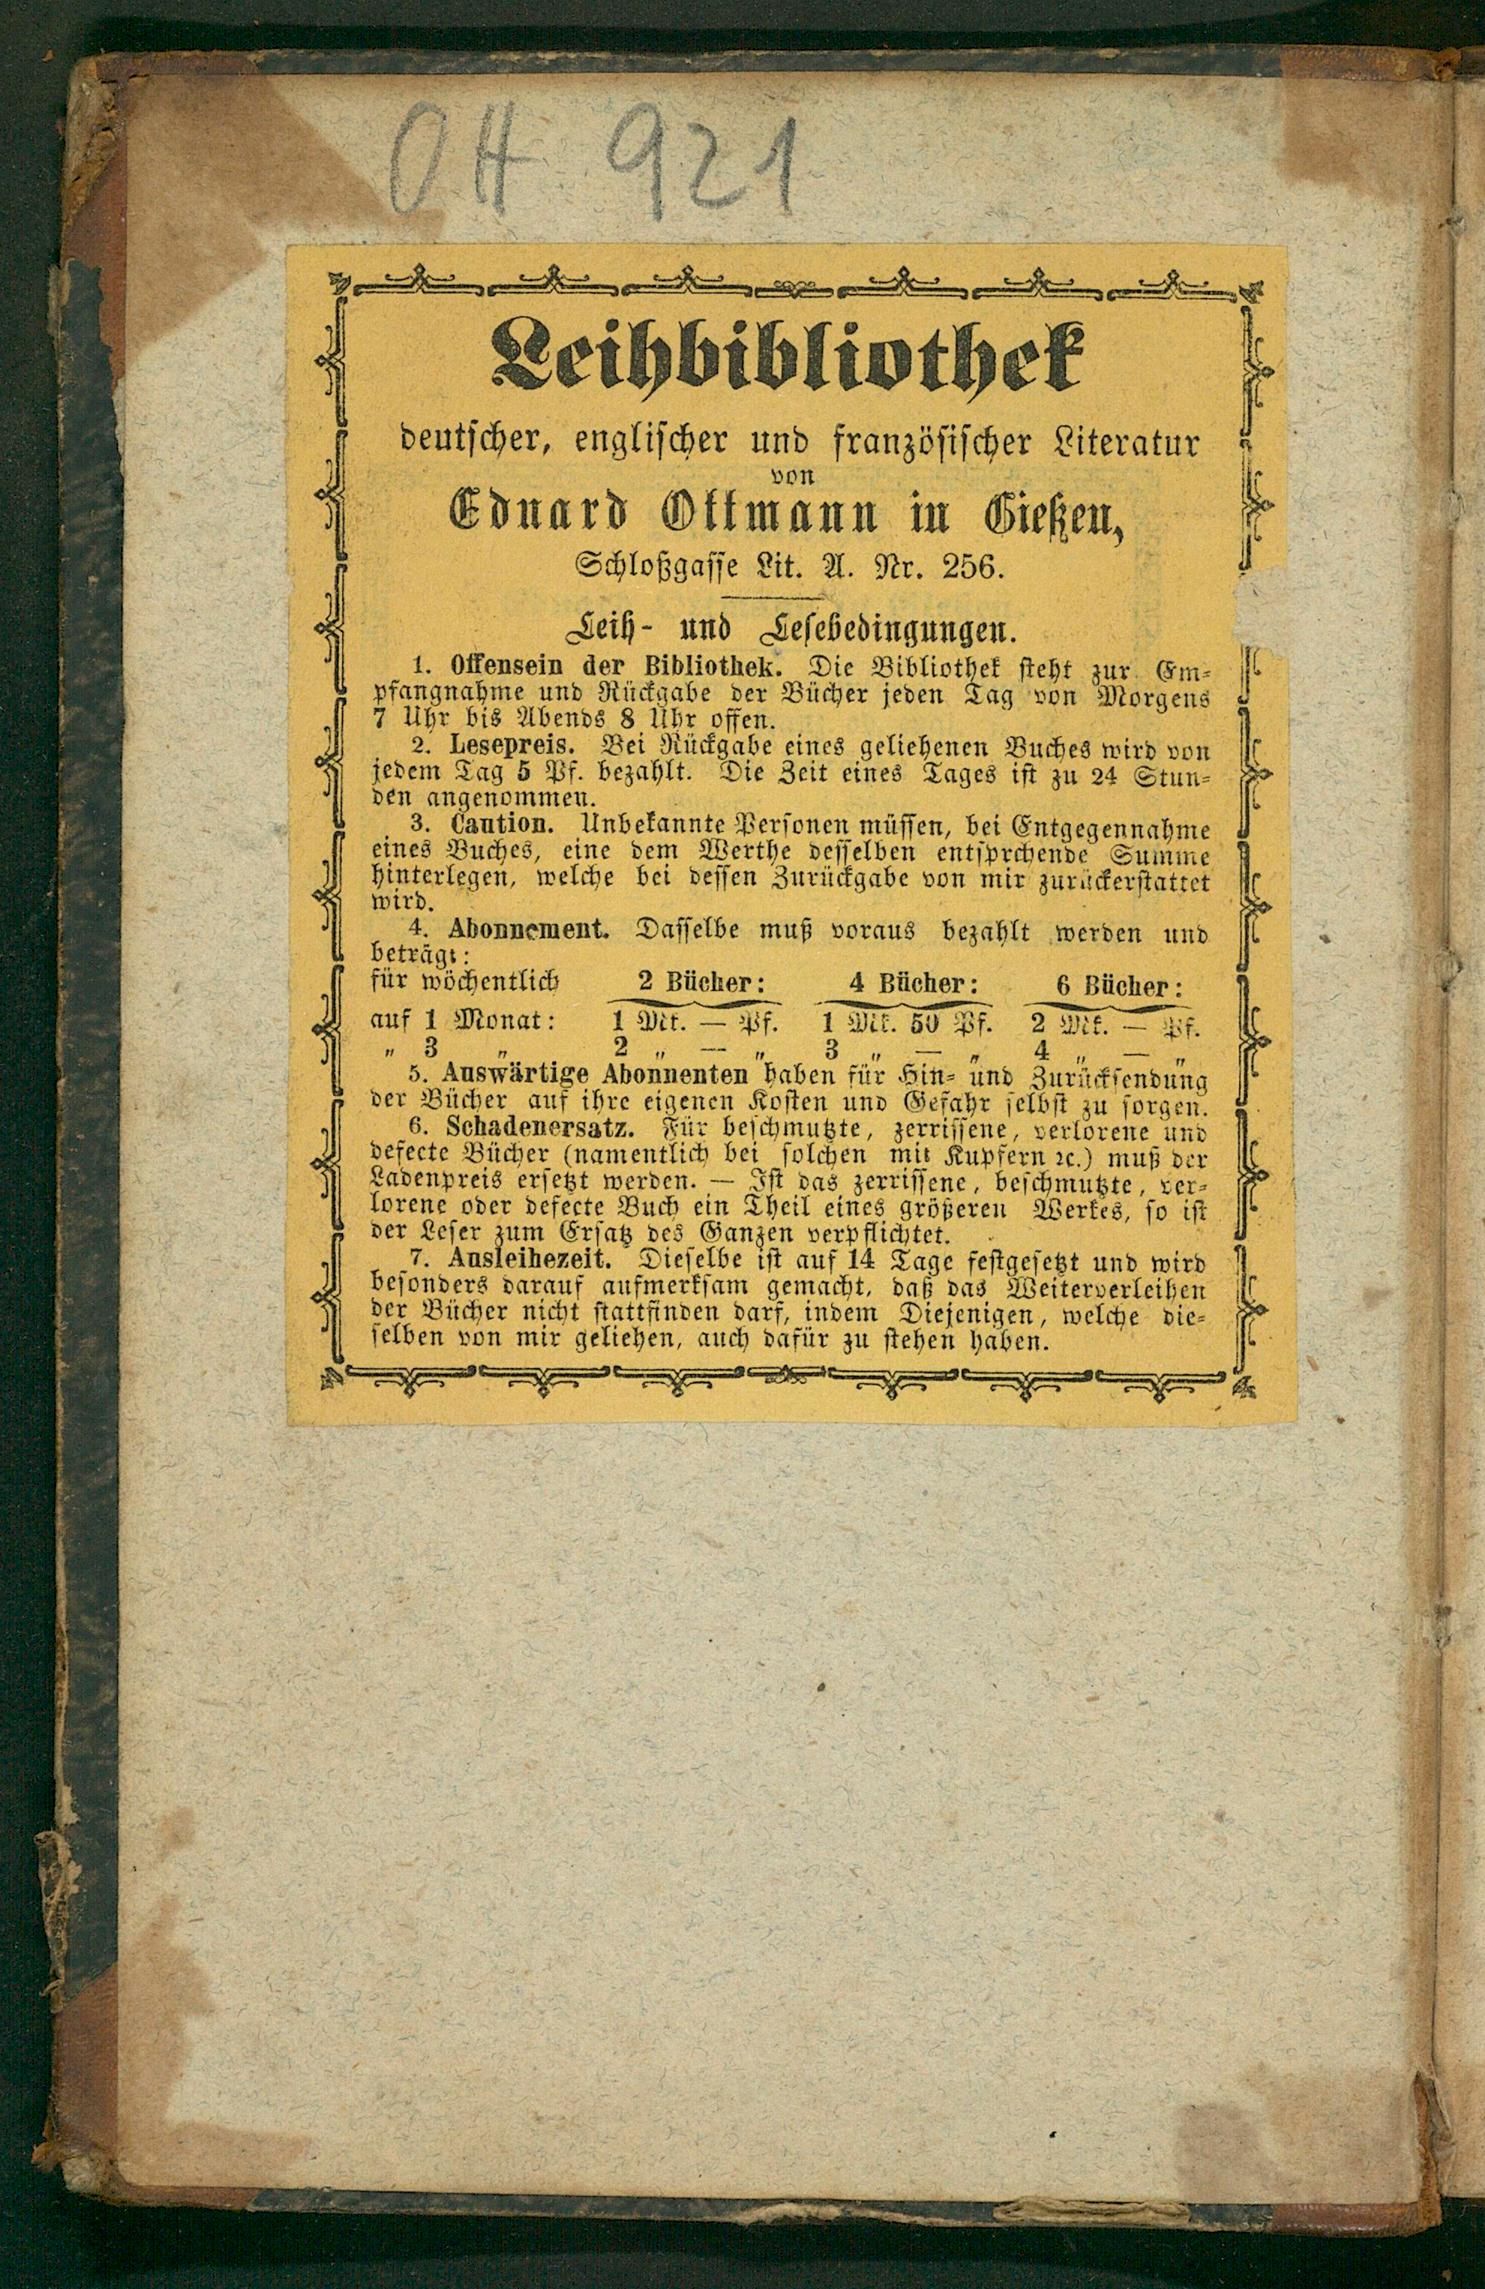 OH 921
Leihbibliothek
deutscher, englischer und französischer Literatur
von
Eduard Ottmann in Gießen,
Schloßgasse Lit. A. Nr. 256.
Leih- und Lesebedingungen.
1. Offensein der Bibliothek. Die Bibliothek steht zur Em-
pfangnahme und Rückgabe der Bücher jeden Tag von Morgens
7 Uhr bis Abends 8 Uhr offen.
2. Lesepreis. Bei Rückgabe eines geliehenen Buches wird von
jedem Tag 5 Pf. bezahlt. Die Zeit eines Tages ist zu 24 Stun-
den angenommen.
3. Caution. Unbekannte Personen müssen, bei Entgegennahme
eines Buches, eine dem Werthe desselben entsprchende Summe
hinterlegen, welche bei dessen Zurückgabe von mir zurückerstattet
wird.
4. Abonnement. Dasselbe muß voraus bezahlt werden und
beträgt:
für wöchentlich 2 Bücher: 4 Bücher: 6 Bücher:
auf 1 Monat: 1 Mk. — Pf. 1 Mk. 50 Pf. 2 Mk. — Pf.
„ 3 „ 2 „ — „ 3 „ — „ 4 „ — „
5. Auswärtige Abonnenten haben für Hin- und Zurücksendung
der Bücher auf ihre eigenen Kosten und Gefahr selbst zu sorgen.
6. Schadenersatz. Für beschmutzte, zerrissene, verlorene und
defecte Bücher (namentlich bei solchen mit Kupfern ꝛc.) muß der
Ladenpreis ersetzt werden. — Ist das zerrissene, beschmutzte, ver-
lorene oder defecte Buch ein Theil eines größeren Werkes, so ist
der Leser zum Ersatz des Ganzen verpflichtet.
7. Ausleihezeit. Dieselbe ist auf 14 Tage festgesetzt und wird
besonders darauf aufmerksam gemacht, daß das Weiterverleihen
der Bücher nicht stattfinden darf, indem Diejenigen, welche die-
selben von mir geliehen, auch dafür zu stehen haben.